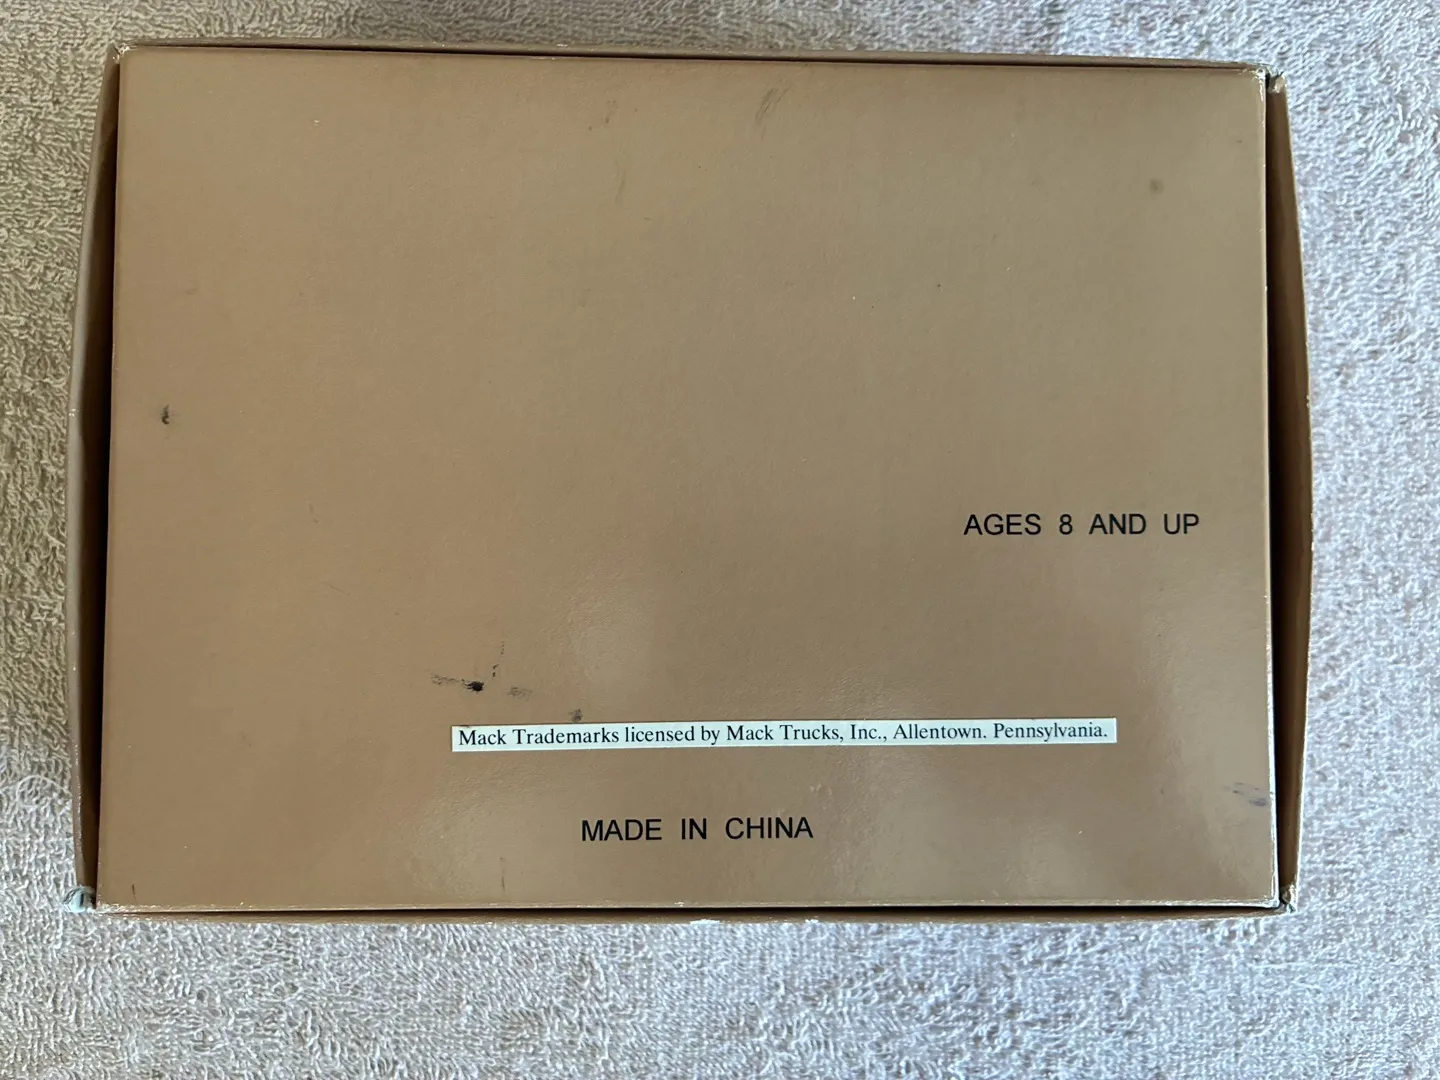 AGES 8 AND UP
Mack Trademarks licensed by Mack Trucks, Inc., Allentown. Pennsylvania.
MADE IN CHINA